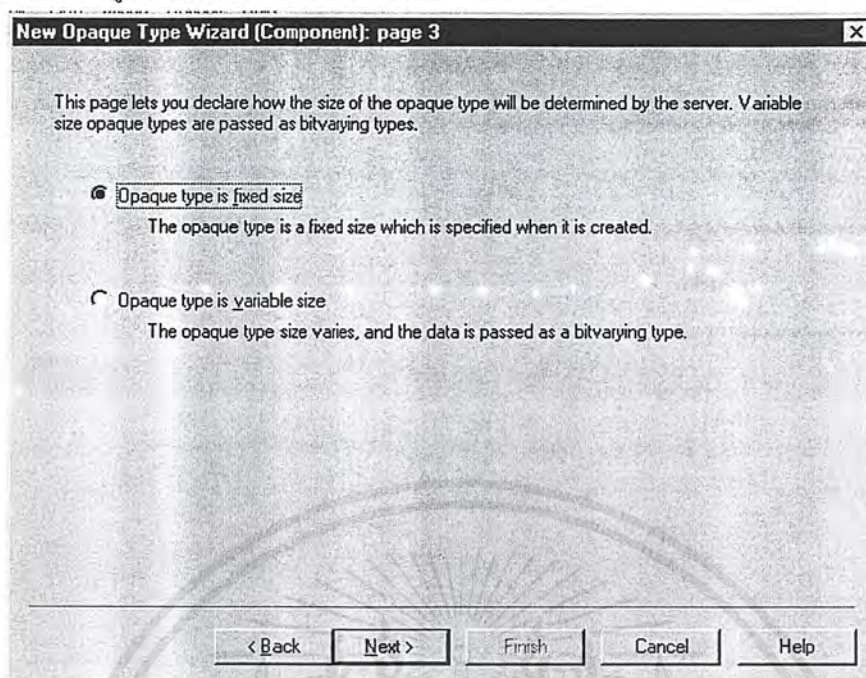 New Opaque Type Wizard (Component): page 3
This page lets you declare how the size of the opaque type will be determined by the server. Variable
size opaque types are passed as bitvarying types.
Opaque type is fixed size
The opaque type is a fixed size which is specified when it is created.
Opaque type is variable size
The opaque type size varies, and the data is passed as a bitvarying type.
< Back
Next >
Finish
Cancel
Help